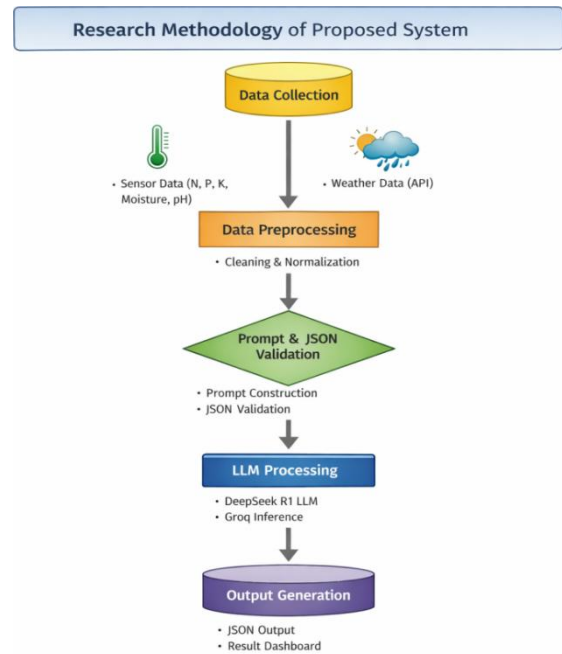 Research Methodology of Proposed System
Data Collection
• Sensor Data (N, P, K,
Moisture, pH)
• Weather Data (API)
Data Preprocessing
• Cleaning & Normalization
Prompt & JSON
Validation
• Prompt Construction
• JSON Validation
LLM Processing
• DeepSeek R1 LLM
• Groq Inference
Output Generation
• JSON Output
• Result Dashboard